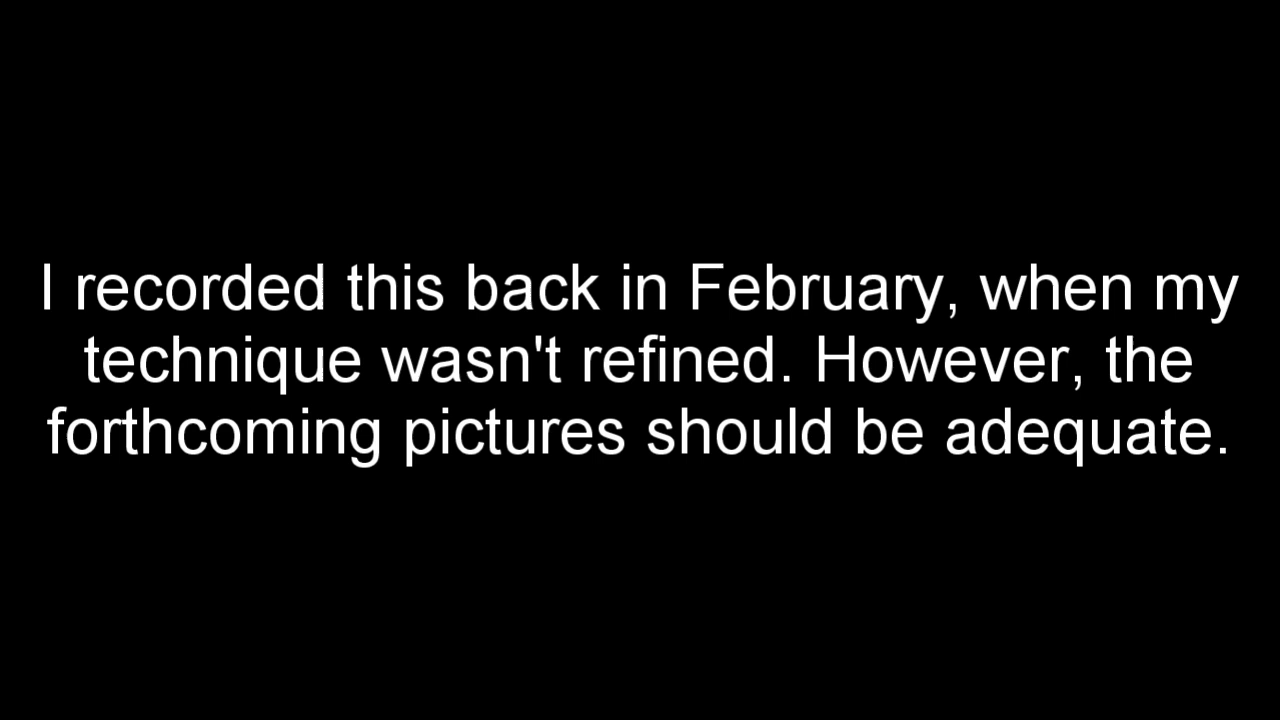 I recorded this back in February, when my
technique wasn't refined. However, the
forthcoming pictures should be adequate.